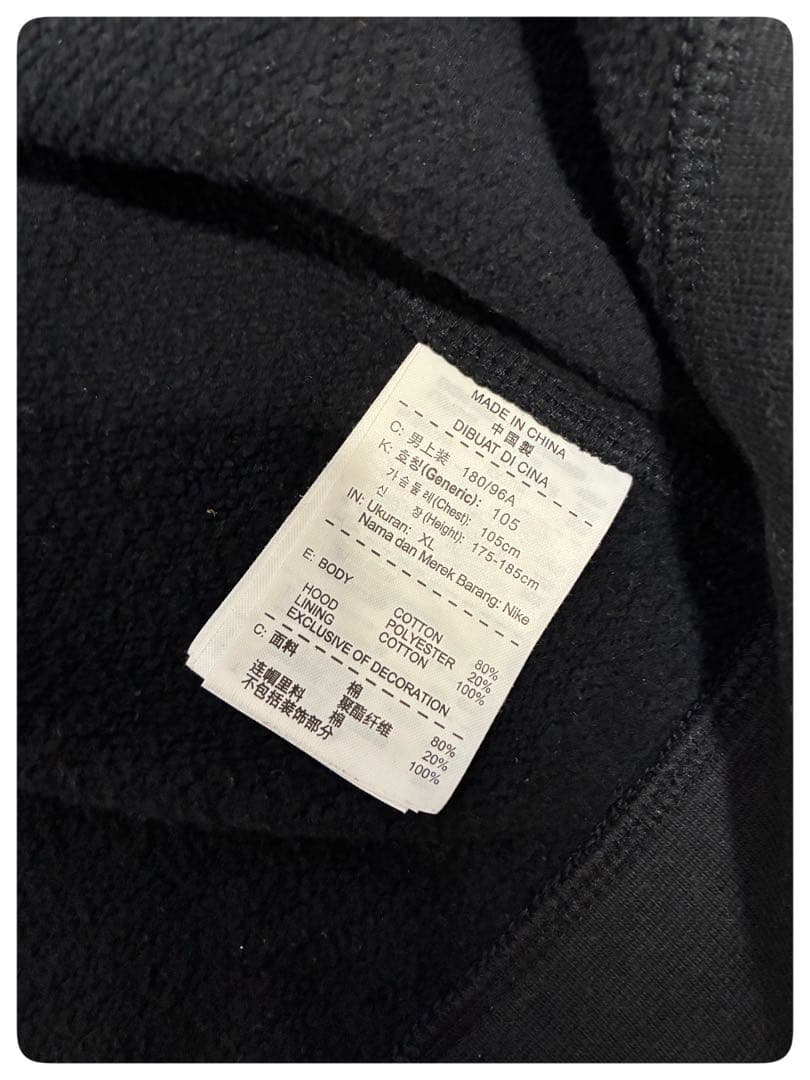 MADE IN CHINA
中国製
DIBUAT DI CINA
C: 男上装 180/96A
K: 호칭(Generic): 105
가슴둘레(Chest): 105cm
신 장(Height): 175-185cm
IN: Ukuran: XL
Nama dan Merek Barang: Nike
E: BODY COTTON 80%
POLYESTER 20%
HOOD LINING COTTON 100%
EXCLUSIVE OF DECORATION
C: 面料 棉 80%
聚酯纤维 20%
连帽里料 棉 100%
不包括装饰部分